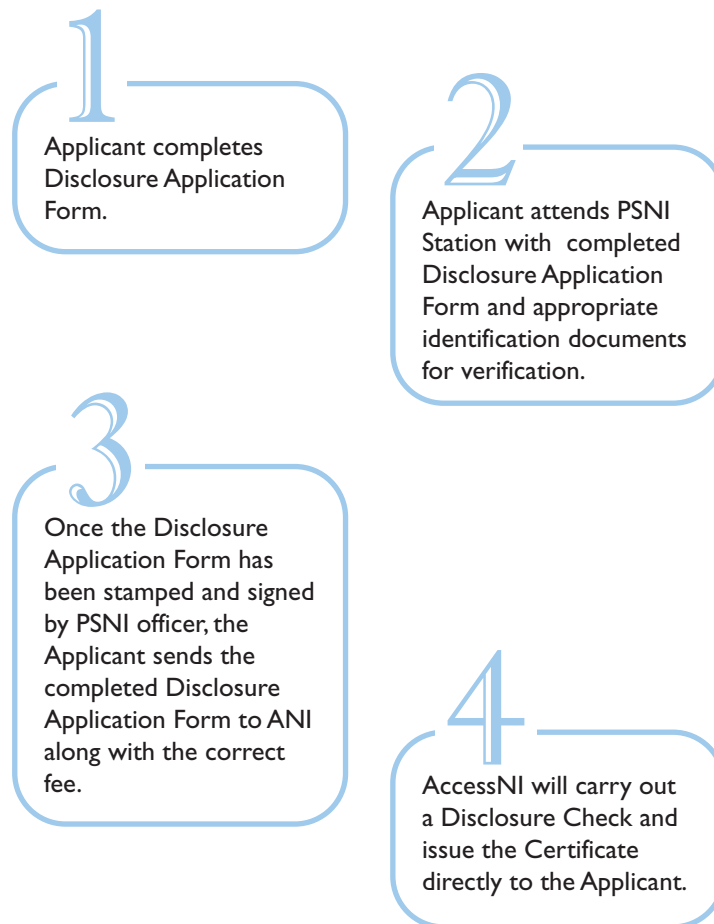 1
Applicant completes
Disclosure Application
Form.
2
Applicant attends PSNI
Station with completed
Disclosure Application
Form and appropriate
identification documents
for verification.
3
Once the Disclosure
Application Form has
been stamped and signed
by PSNI officer, the
Applicant sends the
completed Disclosure
Application Form to ANI
along with the correct
fee.
4
AccessNI will carry out
a Disclosure Check and
issue the Certificate
directly to the Applicant.